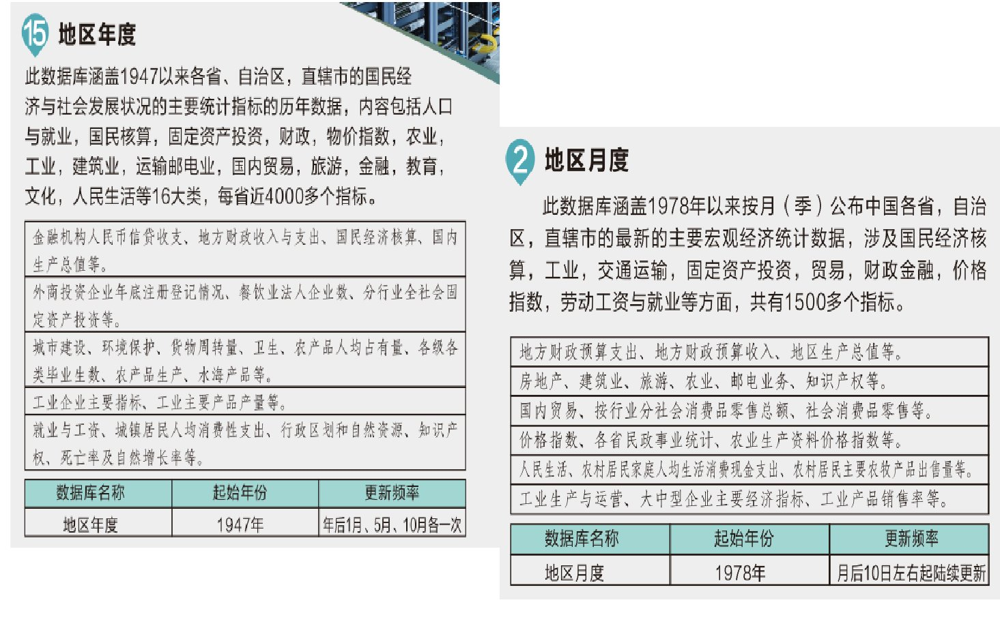 15 地区年度
此数据库涵盖1947以来各省、自治区，直辖市的国民经
济与社会发展状况的主要统计指标的历年数据，内容包括人口
与就业，国民核算，固定资产投资，财政，物价指数，农业，
工业，建筑业，运输邮电业，国内贸易，旅游，金融，教育，
文化，人民生活等16大类，每省近4000多个指标。
金融机构人民币信贷收支、地方财政收入与支出、国民经济核算、国内
生产总值等。
外商投资企业年底注册登记情况、餐饮业法人企业数、分行业全社会固
定资产投资等。
城市建设、环境保护、货物周转量、卫生、农产品人均占有量、各级各
类毕业生数、农产品生产、水海产品等。
工业企业主要指标、工业主要产品产量等。
就业与工资、城镇居民人均消费性支出、行政区划和自然资源、知识产
权、死亡率及自然增长率等。
数据库名称 起始年份 更新频率
地区年度 1947年 年后1月、5月、10月各一次
2 地区月度
此数据库涵盖1978年以来按月（季）公布中国各省，自治
区，直辖市的最新的主要宏观经济统计数据，涉及国民经济核
算，工业，交通运输，固定资产投资，贸易，财政金融，价格
指数，劳动工资与就业等方面，共有1500多个指标。
地方财政预算支出、地方财政预算收入、地区生产总值等。
房地产、建筑业、旅游、农业、邮电业务、知识产权等。
国内贸易、按行业分社会消费品零售总额、社会消费品零售等。
价格指数、各省民政事业统计、农业生产资料价格指数等。
人民生活、农村居民家庭人均生活消费现金支出、农村居民主要农牧产品出售量等。
工业生产与运营、大中型企业主要经济指标、工业产品销售率等。
数据库名称 起始年份 更新频率
地区月度 1978年 月后10日左右起陆续更新